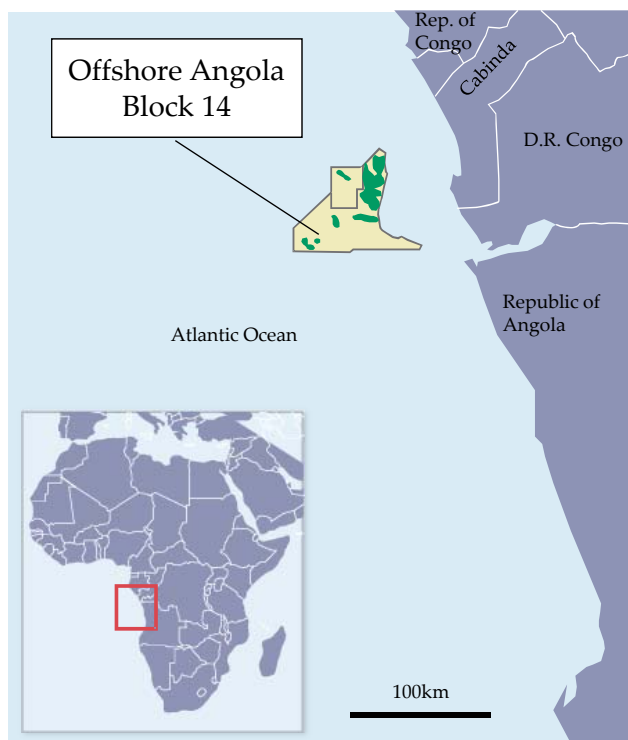 Rep. of
Congo
Cabinda
Offshore Angola
Block 14
D.R. Congo
Republic of
Angola
Atlantic Ocean
100km